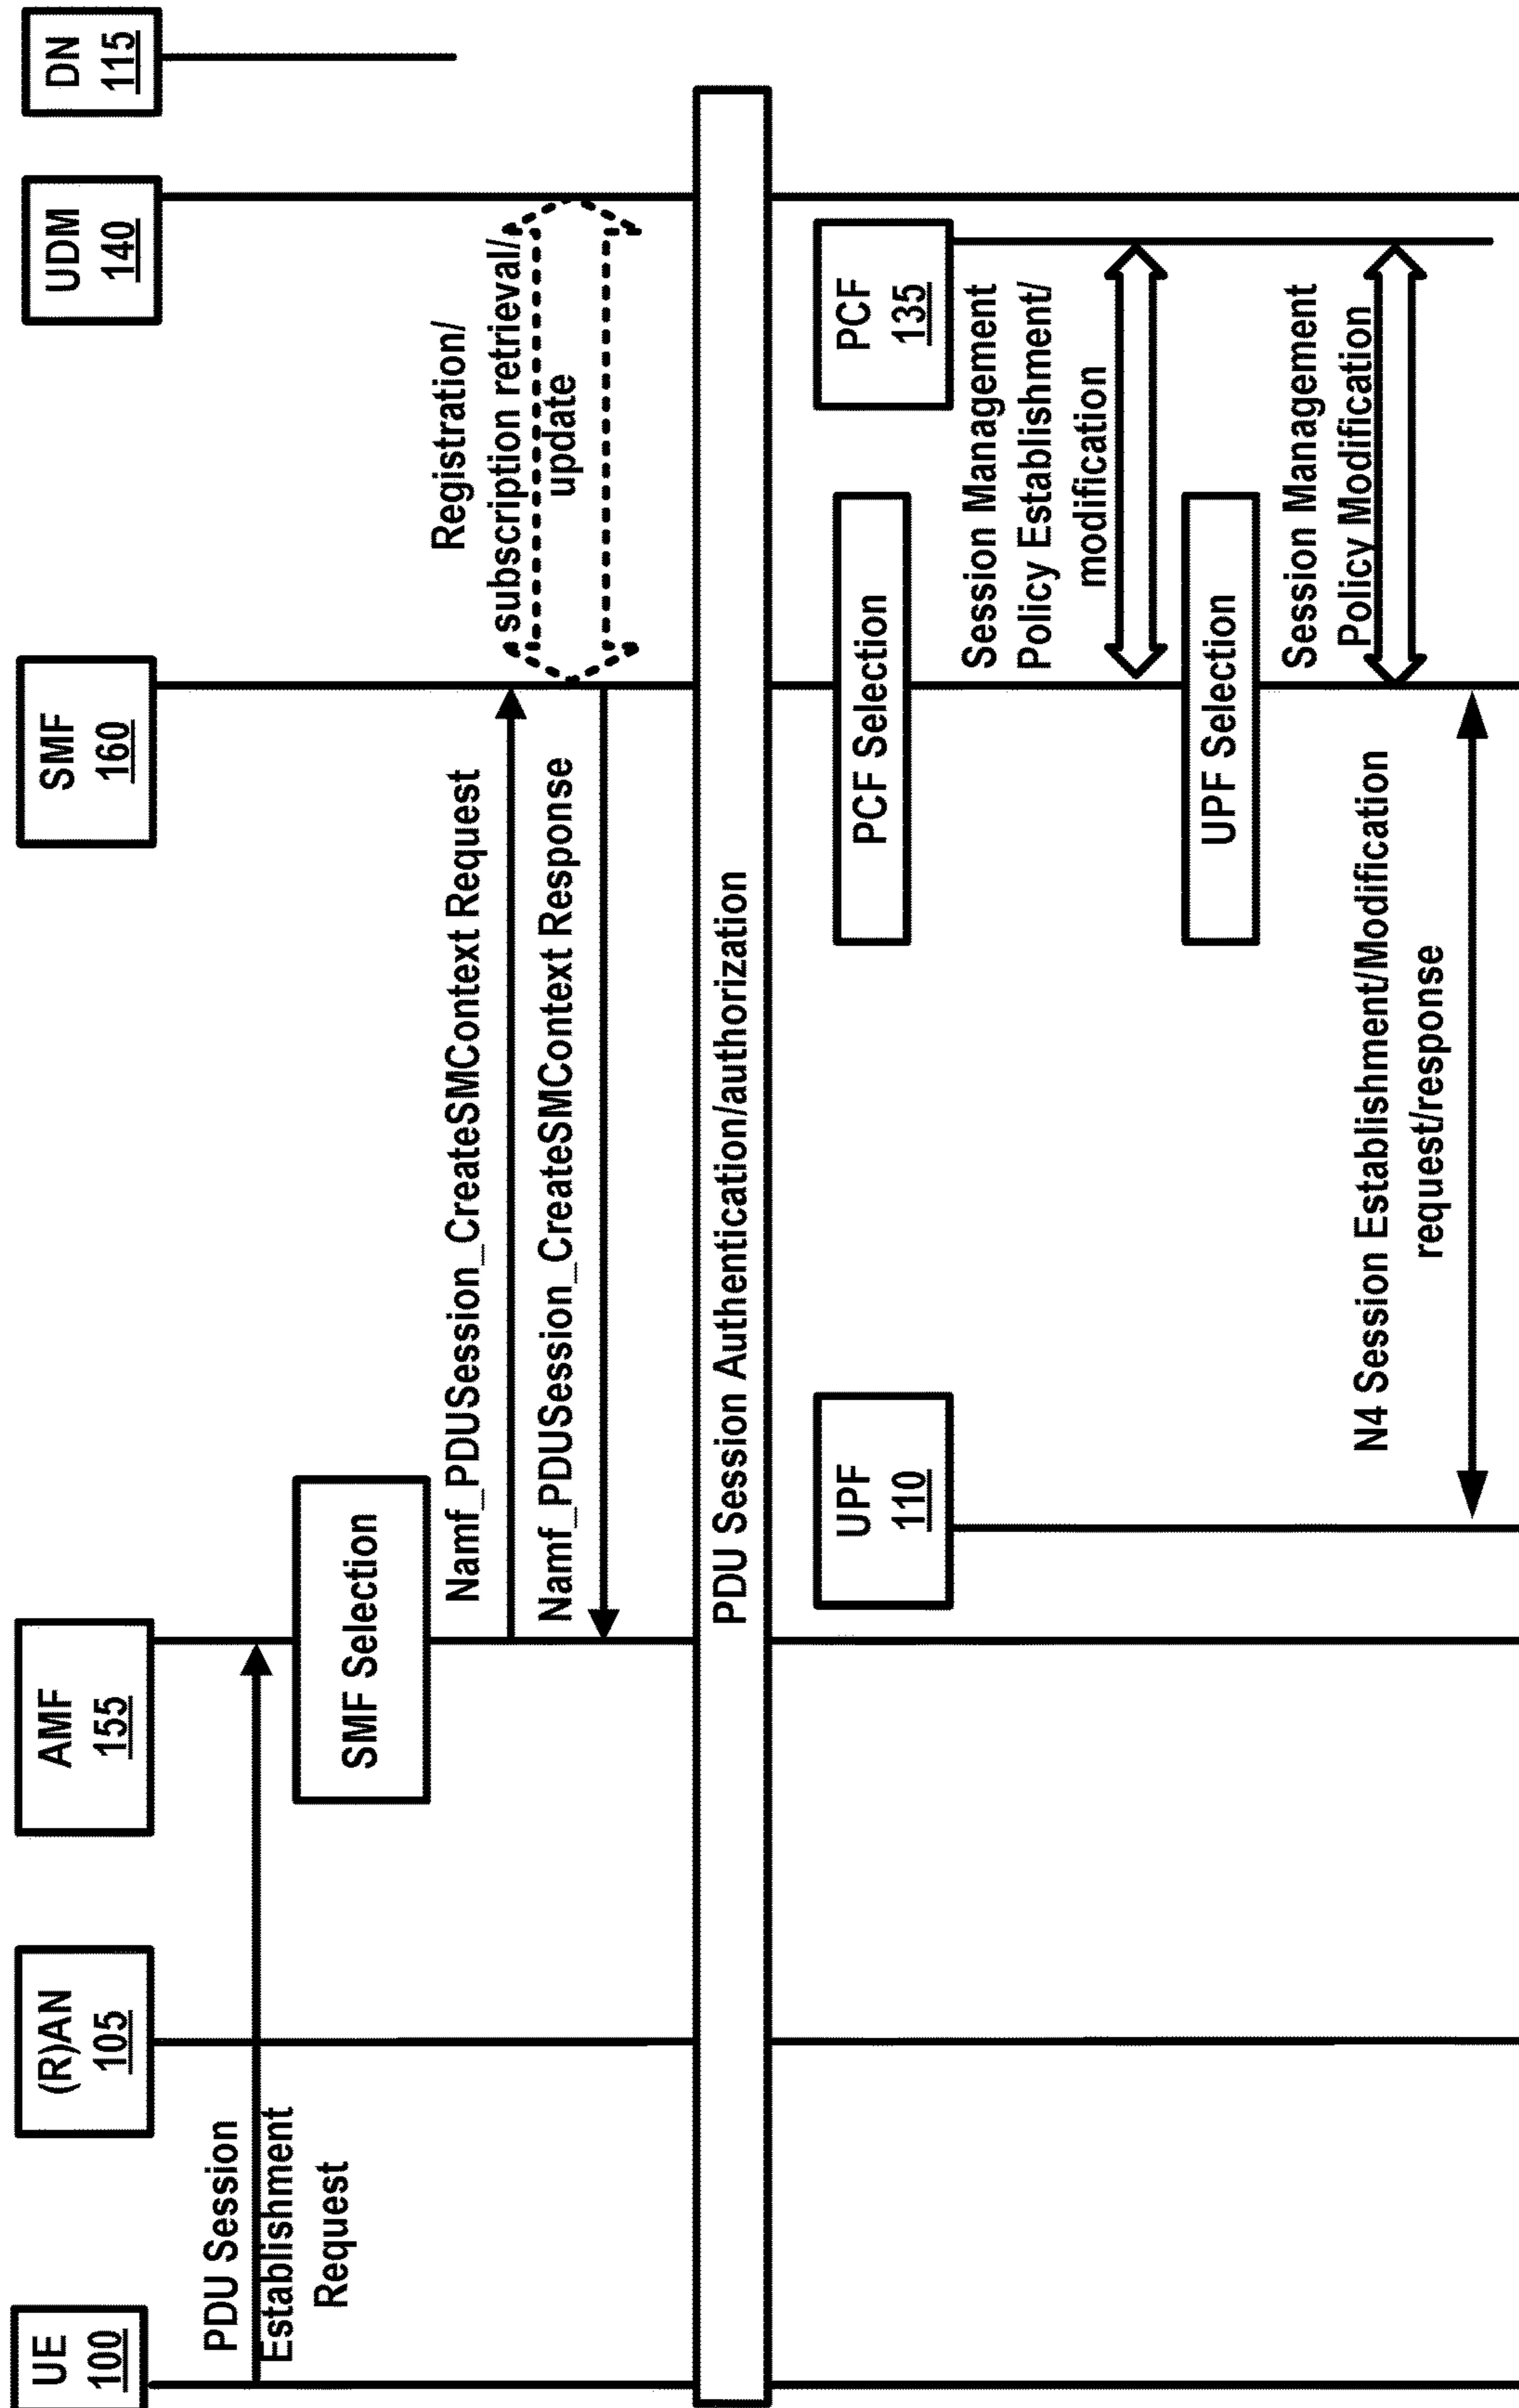 UE
100
(R)AN
105
AMF
155
SMF
160
UDM
140
DN
115
PDU Session
Establishment
Request
SMF Selection
Registration/
subscription retrieval/
update
Namf_PDUSession_CreateSMContext Request
Namf_PDUSession_CreateSMContext Response
PDU Session Authentication/authorization
UPF
110
PCF
135
PCF Selection
Session Management
Policy Establishment/
modification
UPF Selection
Session Management
Policy Modification
N4 Session Establishment/Modification
request/response